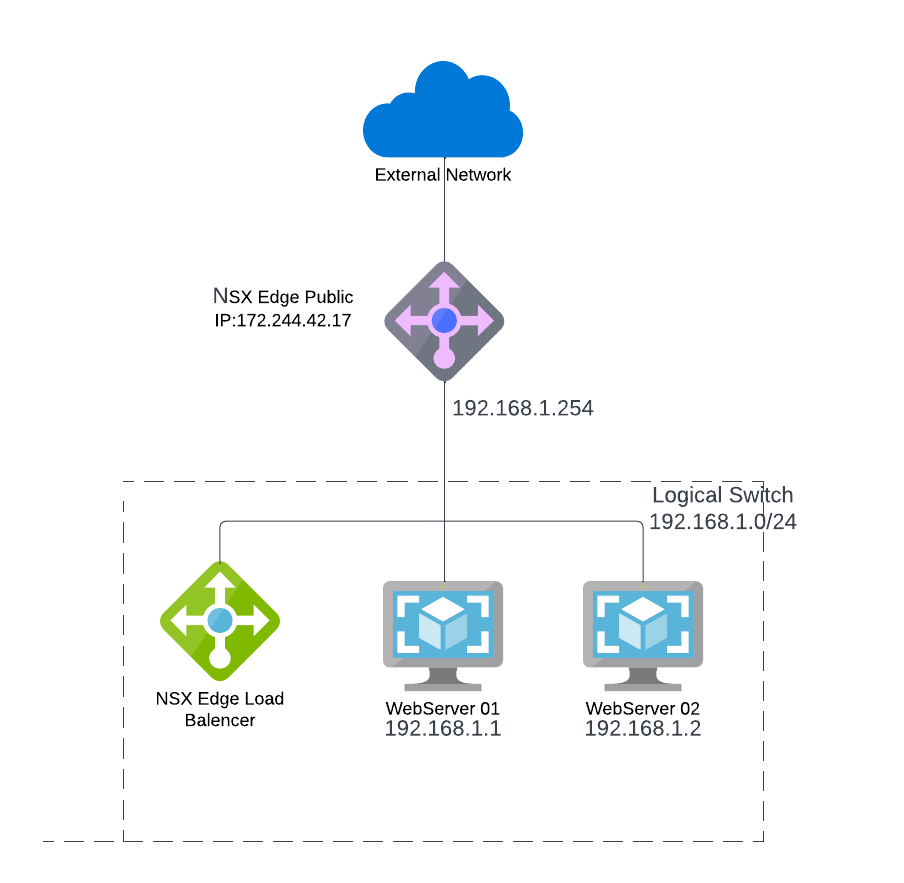 External Network
NSX Edge Public
IP:172.244.42.17
192.168.1.254
Logical Switch
192.168.1.0/24
NSX Edge Load
Balencer
WebServer 01
192.168.1.1
WebServer 02
192.168.1.2